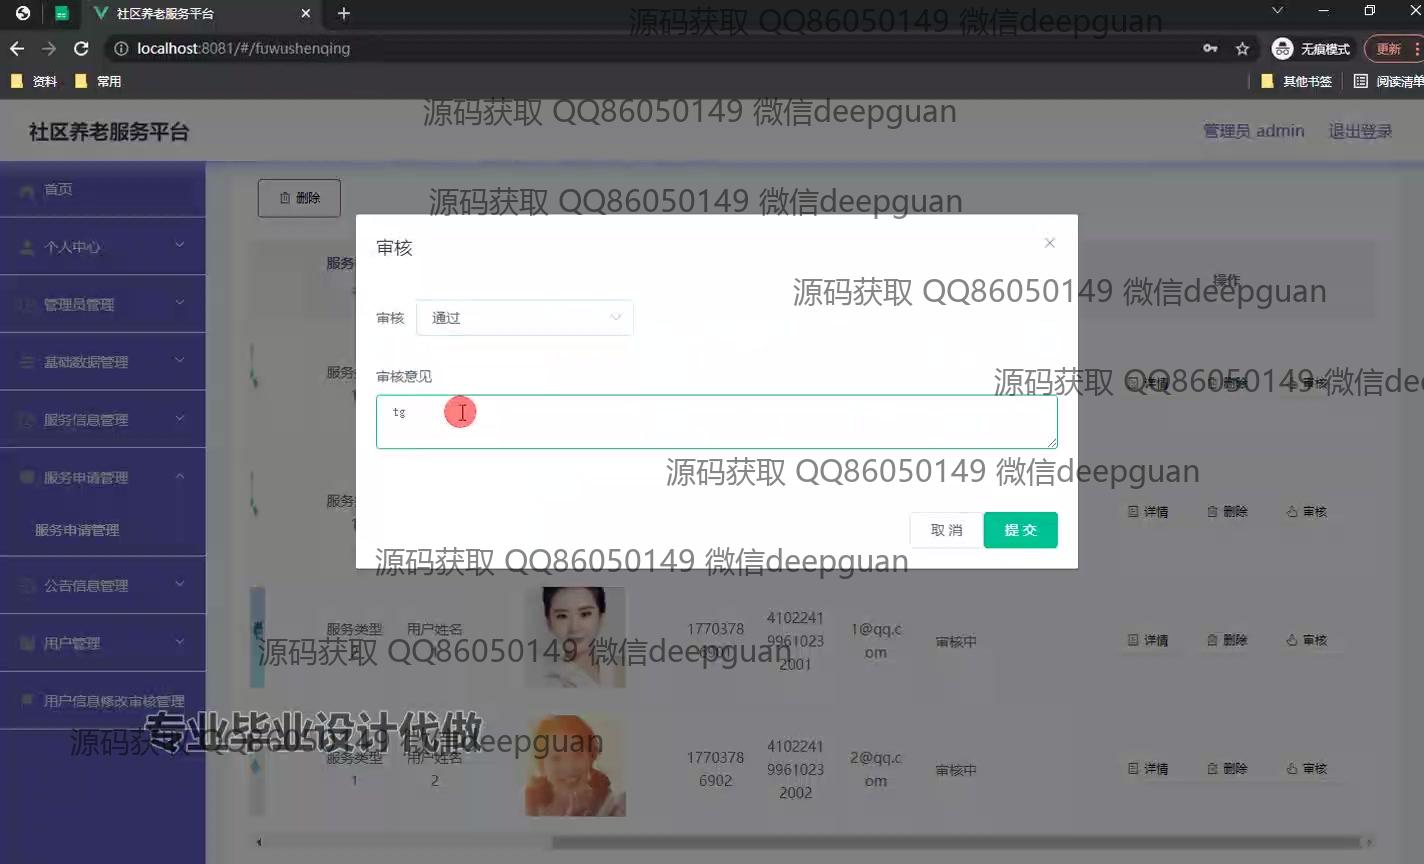 社区养老服务平台
源码获取 QQ86050149 微信deepguan
localhost:8081/#/fuwushenqing
无痕模式
更新
资料
常用
其他书签
阅读清单
源码获取 QQ86050149 微信deepguan
社区养老服务平台
管理员 admin
退出登录
首页
删除
源码获取 QQ86050149 微信deepguan
个人中心
审核
服务
操作
源码获取 QQ86050149 微信deepguan
管理员管理
审核
通过
基础数据管理
服务
审核意见
详情
删除
审核
源码获取 QQ86050149 微信de
服务信息管理
tg
源码获取 QQ86050149 微信deepguan
服务申请管理
服务
详情
删除
审核
服务申请管理
取 消
提 交
源码获取 QQ86050149 微信deepguan
公告信息管理
用户管理
服务类型
用户姓名
1770378
6901
4102241
9961023
2001
1@qq.c
om
审核中
详情
删除
审核
源码获取 QQ86050149 微信deepguan
用户信息修改审核管理
专业毕业设计代做
源码获取 QQ86050149 微信deepguan
服务类型
1
用户姓名
2
1770378
6902
4102241
9961023
2002
2@qq.c
om
审核中
详情
删除
审核